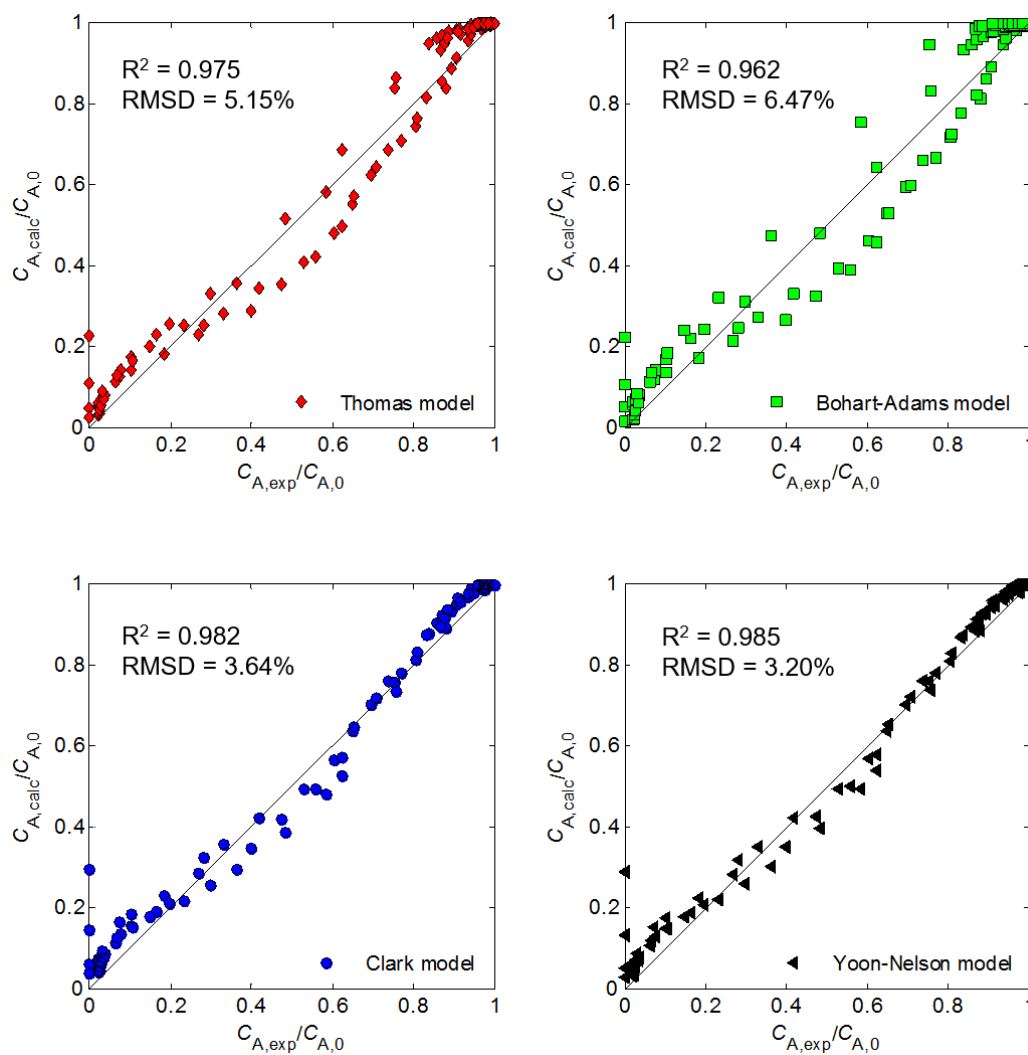 1
0.8
0.6
0.4
0.2
0
0
0.2
0.4
0.6
0.8
1
C_A,calc/C_A,0
C_A,exp/C_A,0
R² = 0.975
RMSD = 5.15%
Thomas model
1
0.8
0.6
0.4
0.2
0
0
0.2
0.4
0.6
0.8
1
C_A,calc/C_A,0
C_A,exp/C_A,0
R² = 0.962
RMSD = 6.47%
Bohart-Adams model
1
0.8
0.6
0.4
0.2
0
0
0.2
0.4
0.6
0.8
1
C_A,calc/C_A,0
C_A,exp/C_A,0
R² = 0.982
RMSD = 3.64%
Clark model
1
0.8
0.6
0.4
0.2
0
0
0.2
0.4
0.6
0.8
1
C_A,calc/C_A,0
C_A,exp/C_A,0
R² = 0.985
RMSD = 3.20%
Yoon-Nelson model